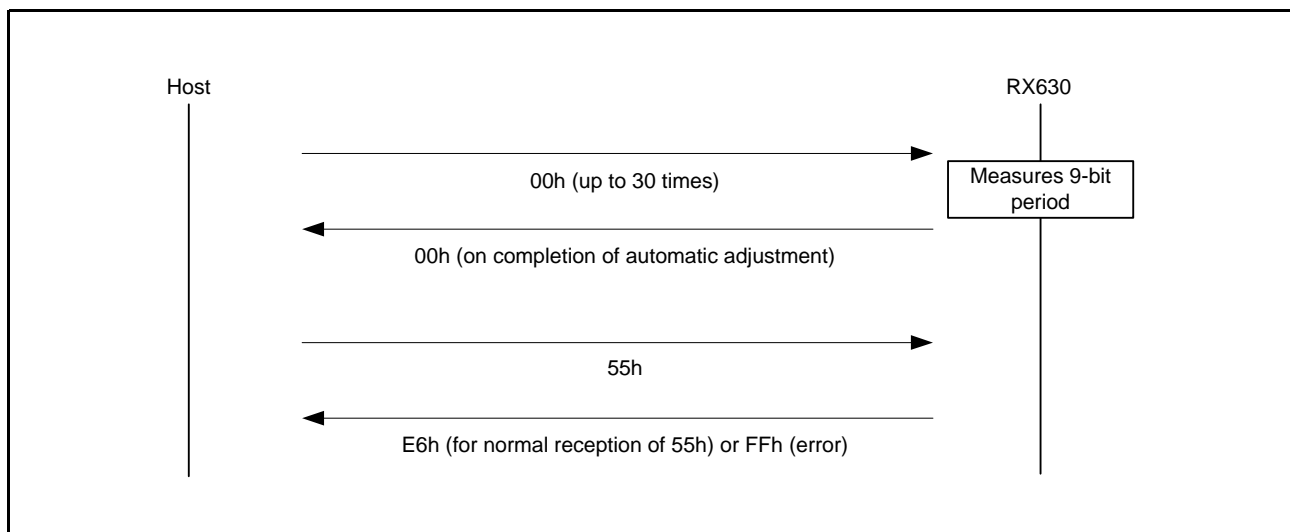 Host
RX630
00h (up to 30 times)
Measures 9-bit
period
00h (on completion of automatic adjustment)
55h
E6h (for normal reception of 55h) or FFh (error)